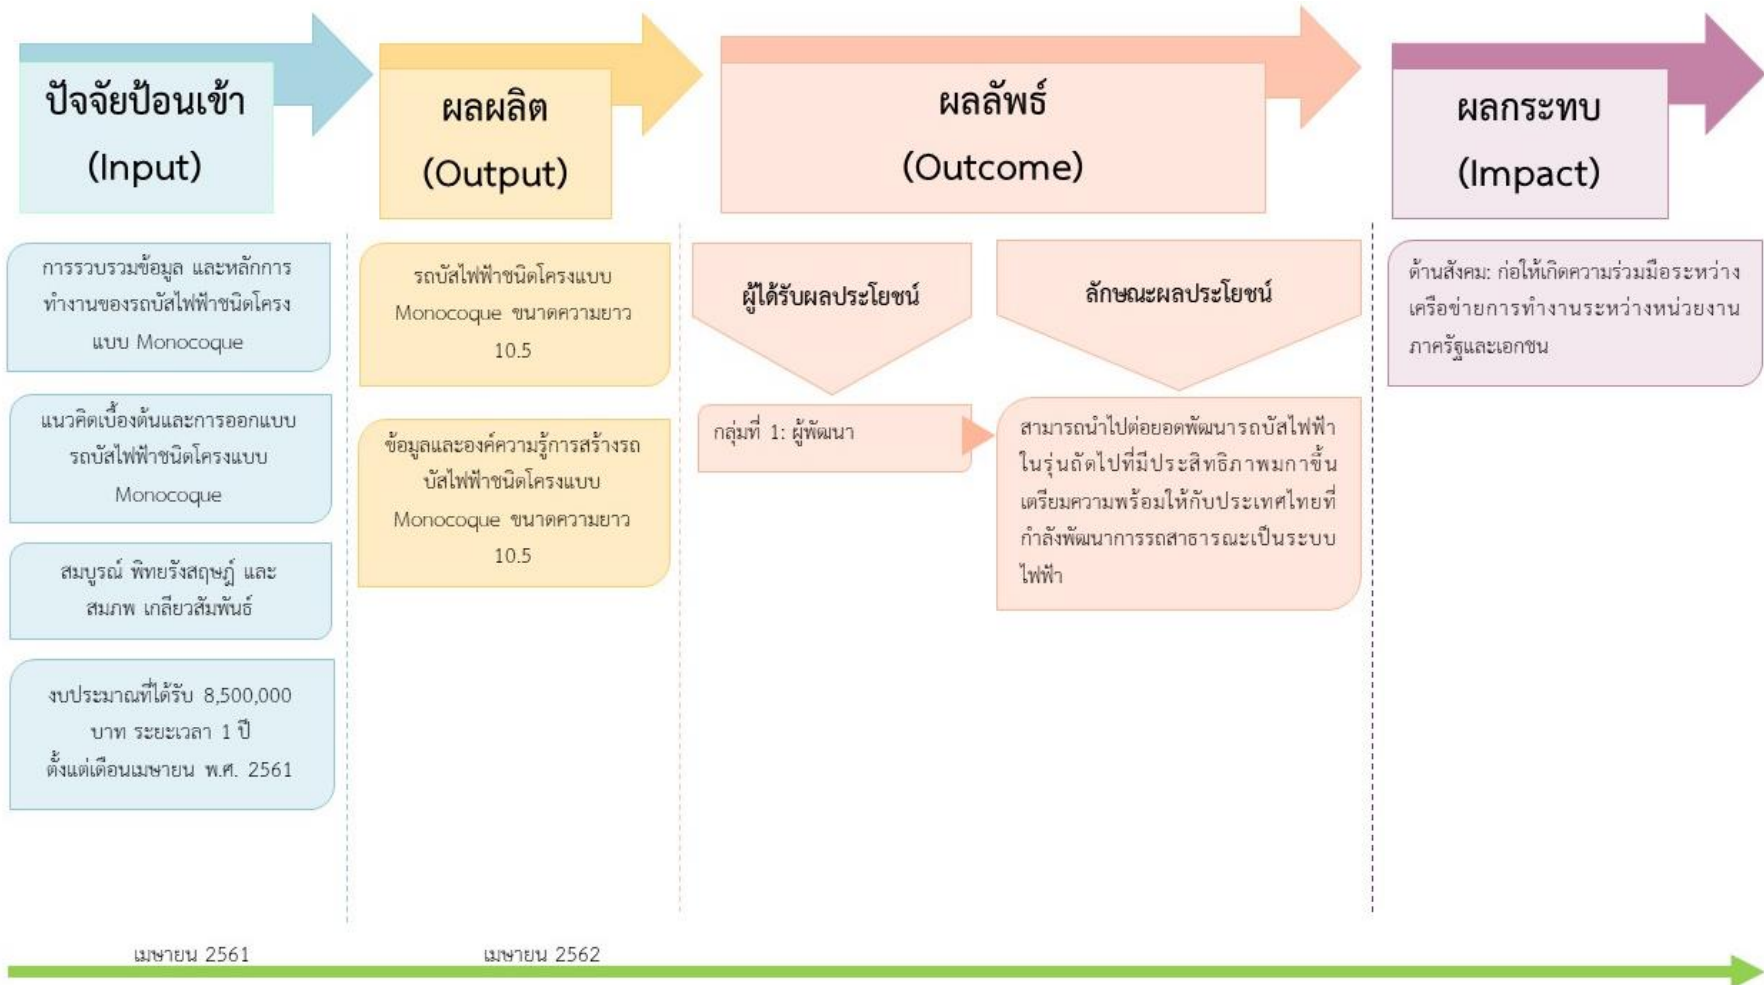 ปัจจัยป้อนเข้า
(Input)
ผลผลิต
(Output)
ผลลัพธ์
(Outcome)
ผลกระทบ
(Impact)
การรวบรวมข้อมูล และหลักการ
ทำงานของรถบัสไฟฟ้าชนิดโครง
แบบ Monocoque
แนวคิดเบื้องต้นและการออกแบบ
รถบัสไฟฟ้าชนิดโครงแบบ
Monocoque
สมบูรณ์ พิทยรังสฤษฎ์ และ
สมภพ เกลียวสัมพันธ์
งบประมาณที่ได้รับ 8,500,000
บาท ระยะเวลา 1 ปี
ตั้งแต่เดือนเมษายน พ.ศ. 2561
รถบัสไฟฟ้าชนิดโครงแบบ
Monocoque ขนาดความยาว
10.5
ข้อมูลและองค์ความรู้การสร้างรถ
บัสไฟฟ้าชนิดโครงแบบ
Monocoque ขนาดความยาว
10.5
ผู้ได้รับผลประโยชน์
ลักษณะผลประโยชน์
กลุ่มที่ 1: ผู้พัฒนา
สามารถนำไปต่อยอดพัฒนารถบัสไฟฟ้า
ในรุ่นถัดไปที่มีประสิทธิภาพมกาขึ้น
เตรียมความพร้อมให้กับประเทศไทยที่
กำลังพัฒนาการรถสาธารณะเป็นระบบ
ไฟฟ้า
ด้านสังคม: ก่อให้เกิดความร่วมมือระหว่าง
เครือข่ายการทำงานระหว่างหน่วยงาน
ภาครัฐและเอกชน
เมษายน 2561
เมษายน 2562